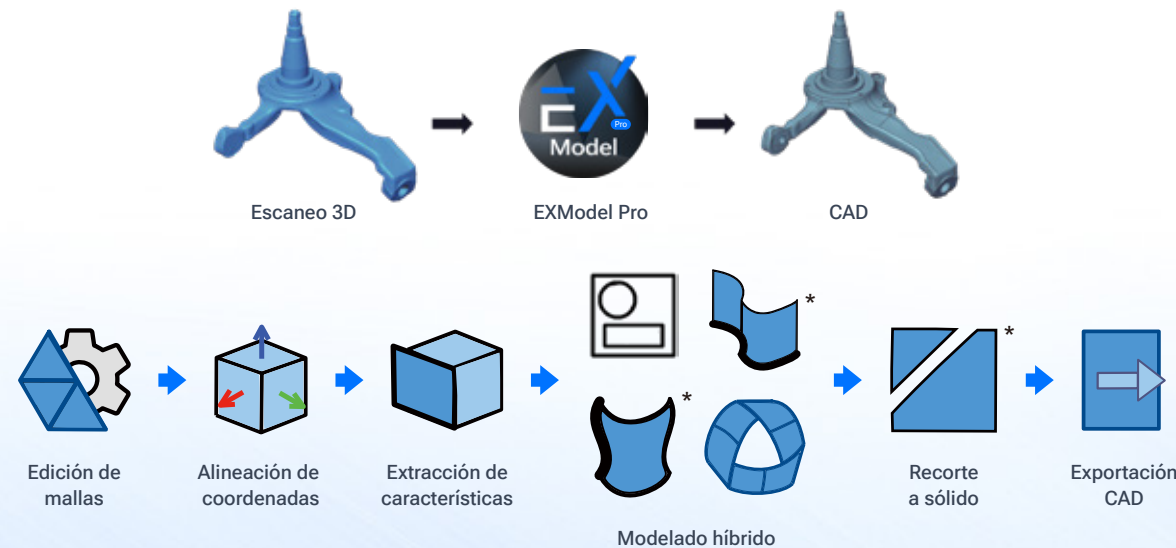 EX
Pro
Model
Escaneo 3D
EXModel Pro
CAD
*
*
*
Edición de
mallas
Alineación de
coordenadas
Extracción de
características
Modelado híbrido
Recorte
a sólido
Exportación
CAD